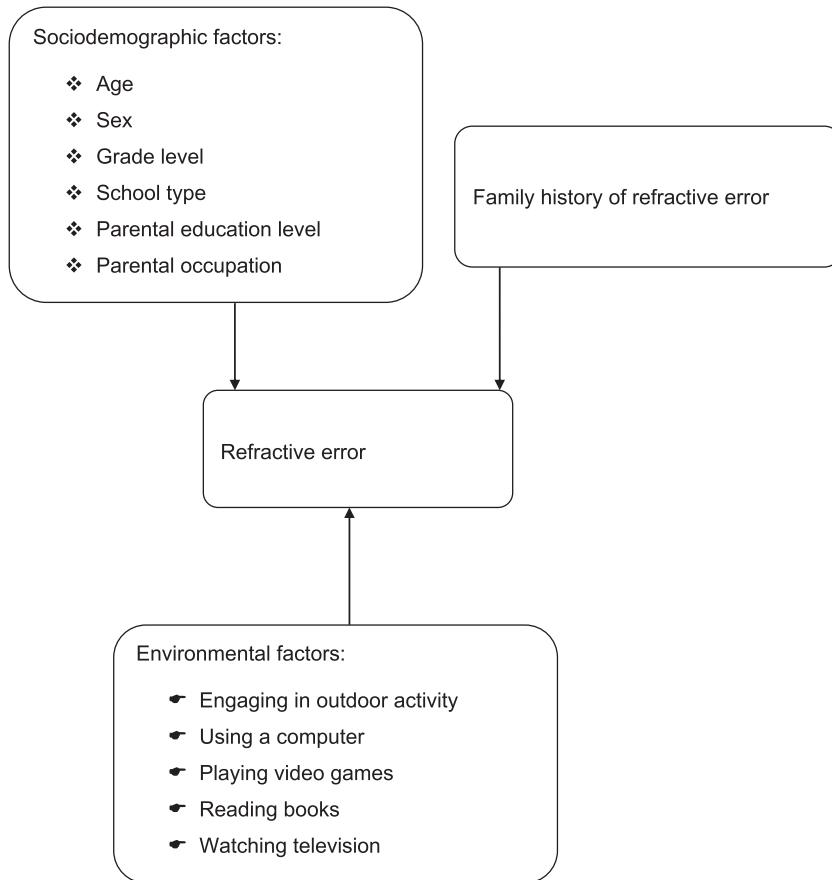 Sociodemographic factors:
❖ Age
❖ Sex
❖ Grade level
❖ School type
❖ Parental education level
❖ Parental occupation
Family history of refractive error
Refractive error
Environmental factors:
☛ Engaging in outdoor activity
☛ Using a computer
☛ Playing video games
☛ Reading books
☛ Watching television